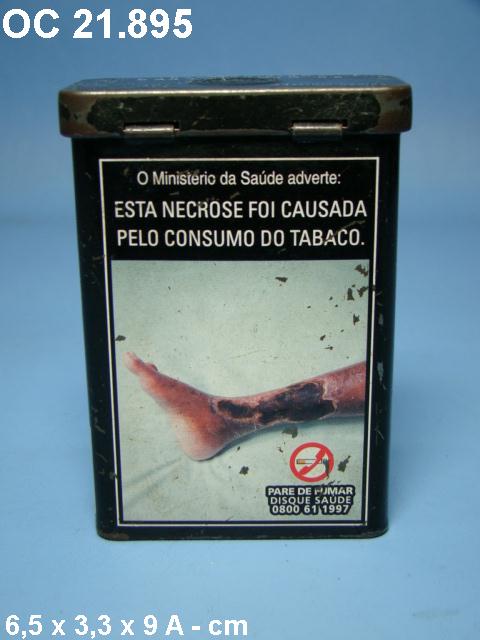 OC 21.895
O Ministério da Saúde adverte:
ESTA NECROSE FOI CAUSADA
PELO CONSUMO DO TABACO.
PARE DE FUMAR
DISQUE SAÚDE
0800 61 1997
6,5 x 3,3 x 9 A - cm